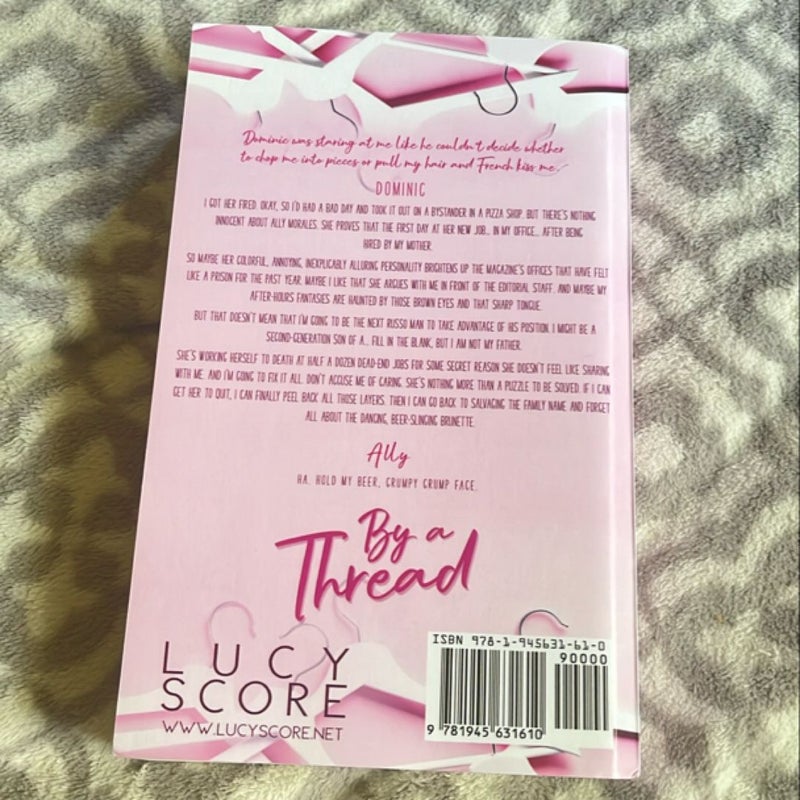 Dominic was staring at me like he couldn't decide whether
to chop me into pieces or pull my hair and French kiss me.
DOMINIC
I GOT HER FIRED. OKAY, SO I'D HAD A BAD DAY AND TOOK IT OUT ON A BYSTANDER IN A PIZZA SHOP. BUT THERE'S NOTHING
INNOCENT ABOUT ALLY MORALES. SHE PROVES THAT THE FIRST DAY AT HER NEW JOB... IN MY OFFICE... AFTER BEING
HIRED BY MY MOTHER.
SO MAYBE HER COLORFUL, ANNOYING, INEXPLICABLY ALLURING PERSONALITY BRIGHTENS UP THE MAGAZINE'S OFFICES THAT HAVE FELT
LIKE A PRISON FOR THE PAST YEAR. MAYBE I LIKE THAT SHE ARGUES WITH ME IN FRONT OF THE EDITORIAL STAFF. AND MAYBE MY
AFTER-HOURS FANTASIES ARE HAUNTED BY THOSE BROWN EYES AND THAT SHARP TONGUE.
BUT THAT DOESN'T MEAN THAT I'M GOING TO BE THE NEXT RUSSO MAN TO TAKE ADVANTAGE OF HIS POSITION. I MIGHT BE A
SECOND-GENERATION SON OF A... FILL IN THE BLANK, BUT I AM NOT MY FATHER.
SHE'S WORKING HERSELF TO DEATH AT HALF A DOZEN DEAD-END JOBS FOR SOME SECRET REASON SHE DOESN'T FEEL LIKE SHARING
WITH ME. AND I'M GOING TO FIX IT ALL. DON'T ACCUSE ME OF CARING. SHE'S NOTHING MORE THAN A PUZZLE TO BE SOLVED. IF I CAN
GET HER TO QUIT, I CAN FINALLY PEEL BACK ALL THOSE LAYERS. THEN I CAN GO BACK TO SALVAGING THE FAMILY NAME AND FORGET
ALL ABOUT THE DANCING, BEER-SLINGING BRUNETTE.
Ally
HA. HOLD MY BEER, GRUMPY GRUMP FACE.
By a
Thread
LUCY
SCORE
WWW.LUCYSCORE.NET
ISBN 978-1-945631-61-0
90000
9 781945 631610